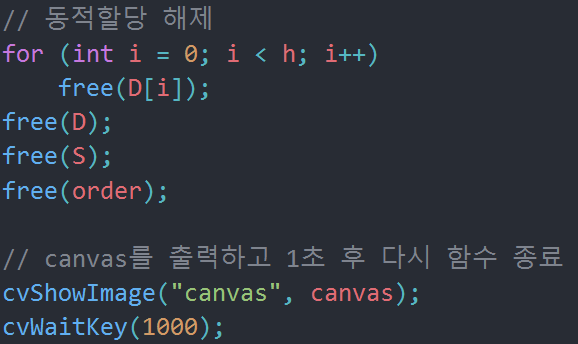 // 동적할당 해제
for (int i = 0; i < h; i++)
    free(D[i]);
free(D);
free(S);
free(order);

// canvas를 출력하고 1초 후 다시 함수 종료
cvShowImage("canvas", canvas);
cvWaitKey(1000);